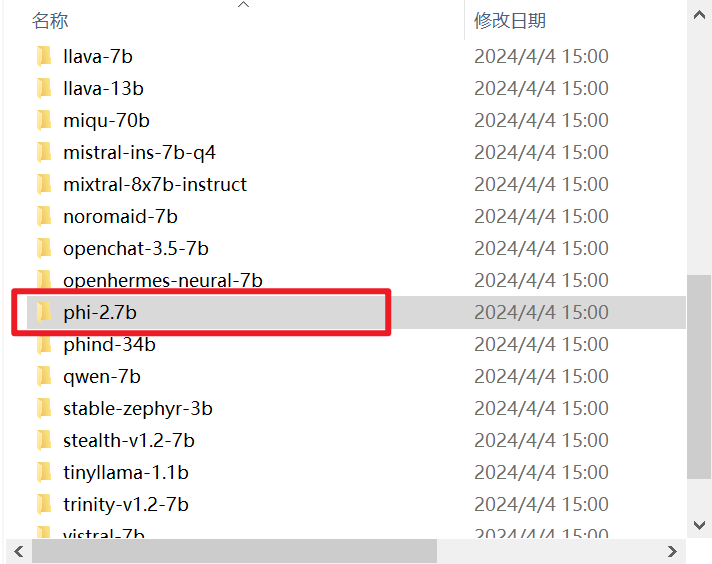 名称 修改日期
llava-7b 2024/4/4 15:00
llava-13b 2024/4/4 15:00
miqu-70b 2024/4/4 15:00
mistral-ins-7b-q4 2024/4/4 15:00
mixtral-8x7b-instruct 2024/4/4 15:00
noromaid-7b 2024/4/4 15:00
openchat-3.5-7b 2024/4/4 15:00
openhermes-neural-7b 2024/4/4 15:00
phi-2.7b 2024/4/4 15:00
phind-34b 2024/4/4 15:00
qwen-7b 2024/4/4 15:00
stable-zephyr-3b 2024/4/4 15:00
stealth-v1.2-7b 2024/4/4 15:00
tinyllama-1.1b 2024/4/4 15:00
trinity-v1.2-7b 2024/4/4 15:00
vistral-7b 2024/4/4 15:00